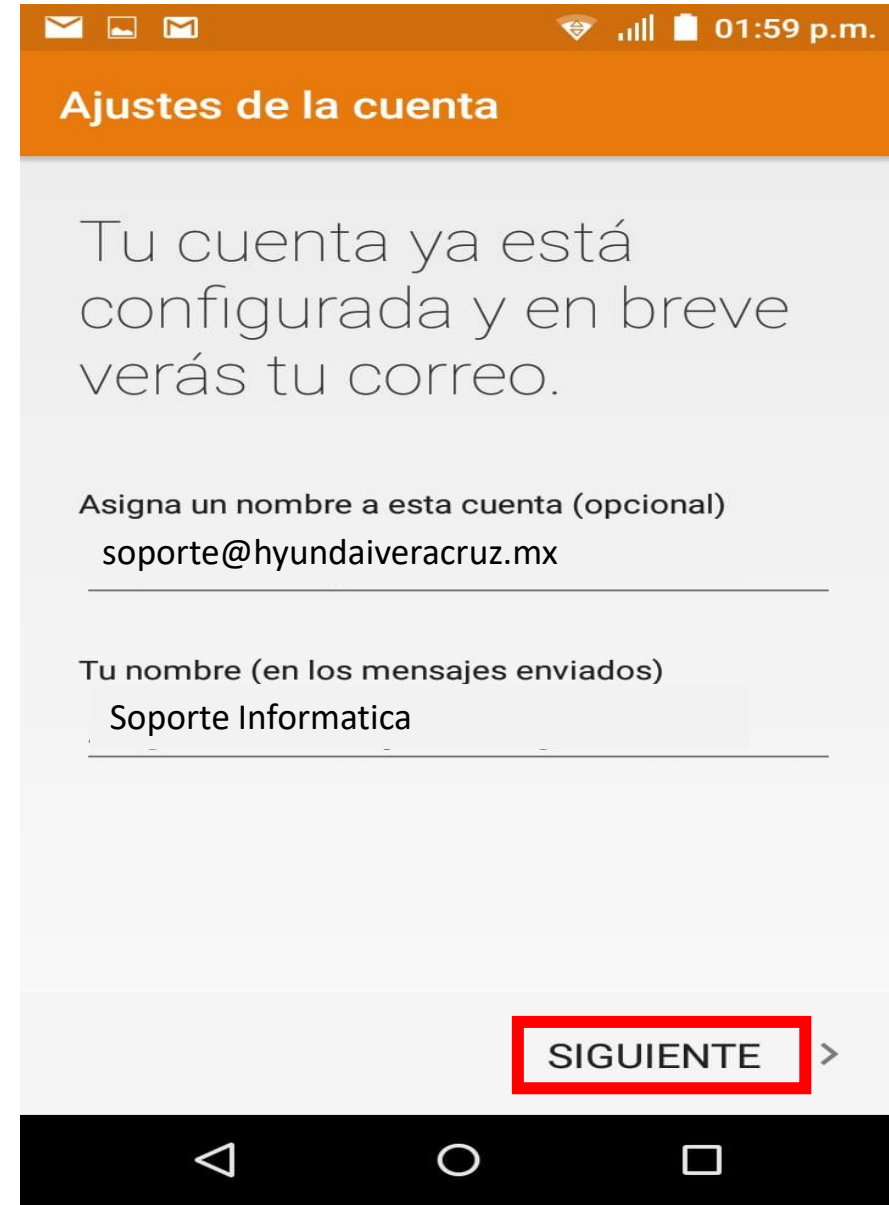 01:59 p.m.
Ajustes de la cuenta
Tu cuenta ya está
configurada y en breve
verás tu correo.
Asigna un nombre a esta cuenta (opcional)
soporte@hyundaiveracruz.mx
Tu nombre (en los mensajes enviados)
Soporte Informatica
SIGUIENTE >